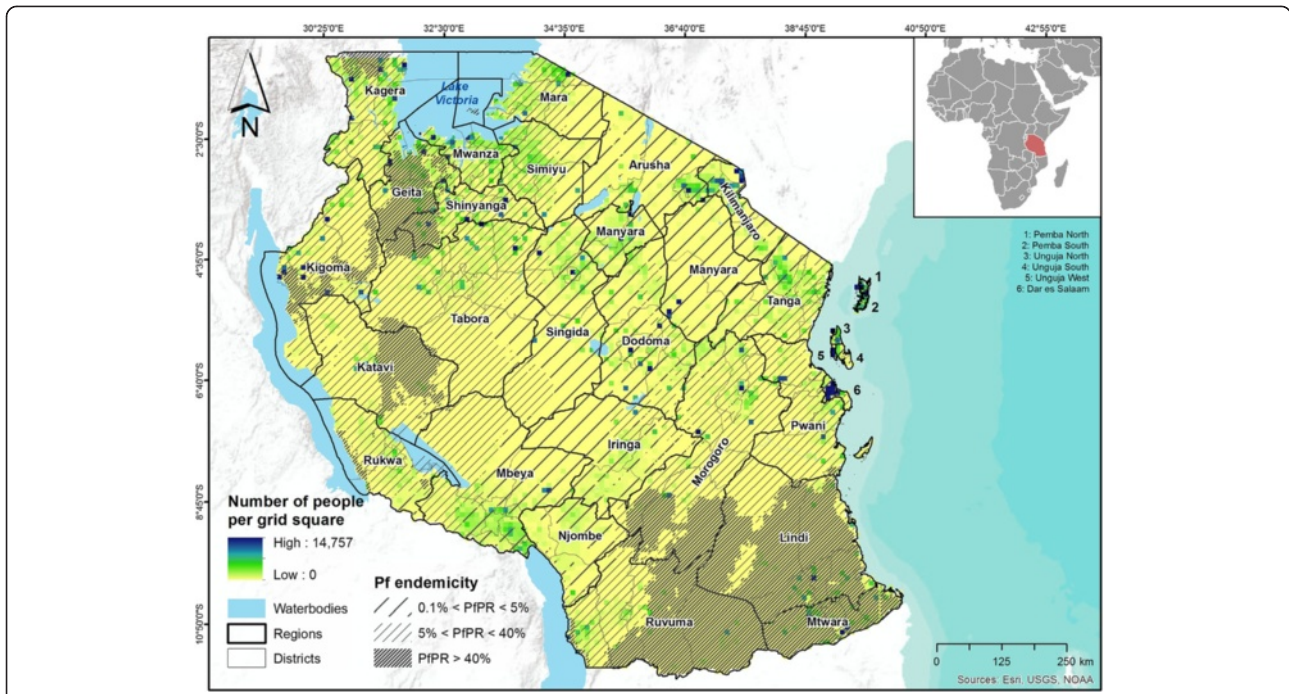 30°25'0"E
32°30'0"E
34°35'0"E
36°40'0"E
38°45'0"E
40°50'0"E
42°55'0"E
2°30'0"S
4°35'0"S
6°40'0"S
8°45'0"S
10°50'0"S
N
Kagera
Lake
Victoria
Mara
Mwanza
Simiyu
Arusha
Geita
Shinyanga
Kilimanjaro
Manyara
Kigoma
Manyara
Tanga
Tabora
Singida
Dodoma
Katavi
Pwani
Iringa
Morogoro
Rukwa
Mbeya
Njombe
Lindi
Ruvuma
Mtwara
1
2
3
4
5
6
1: Pemba North
2: Pemba South
3: Unguja North
4: Unguja South
5: Unguja West
6: Dar es Salaam
Number of people
per grid square
High : 14,757
Low : 0
Waterbodies
Regions
Districts
Pf endemicity
0.1% < PfPR < 5%
5% < PfPR < 40%
PfPR > 40%
0 125 250 km
Sources: Esri, USGS, NOAA